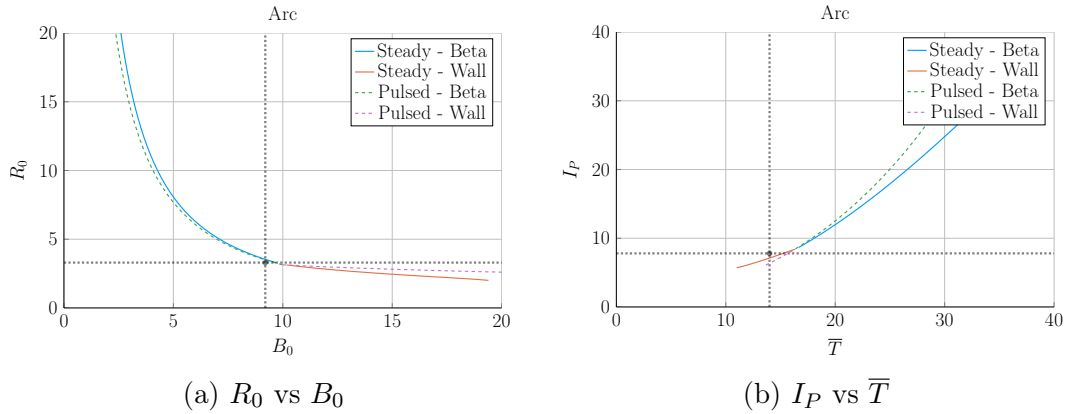 Arc
20
15
10
5
0
R₀
0 5 10 15 20
B₀
Steady - Beta
Steady - Wall
Pulsed - Beta
Pulsed - Wall
(a) R₀ vs B₀
Arc
40
30
20
10
0
I_P
0 10 20 30 40
T̅
Steady - Beta
Steady - Wall
Pulsed - Beta
Pulsed - Wall
(b) I_P vs T̅